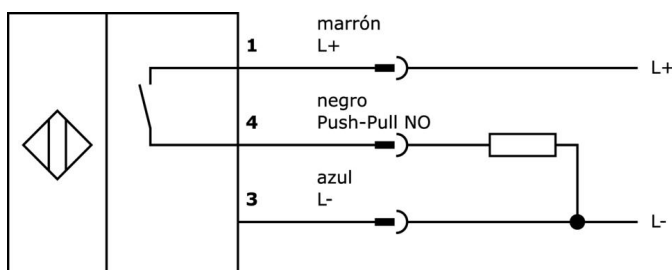 marrón
1 L+
L+
negro
4 Push-Pull NO
azul
3 L-
L-